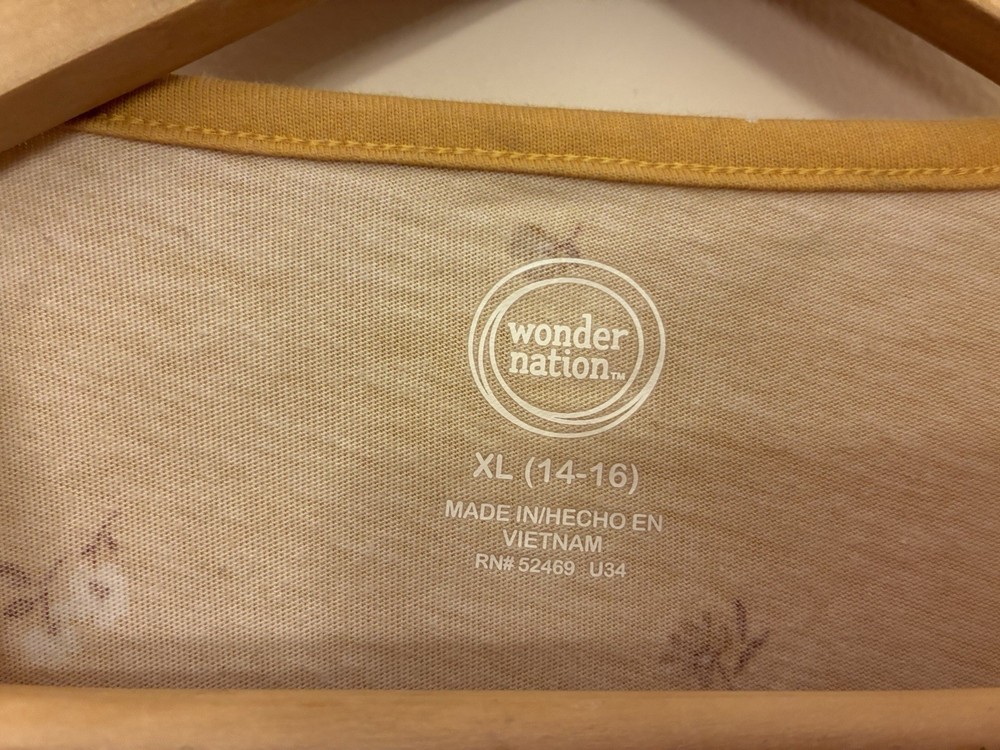 wonder
nation™
XL (14-16)
MADE IN/HECHO EN
VIETNAM
RN# 52469 U34